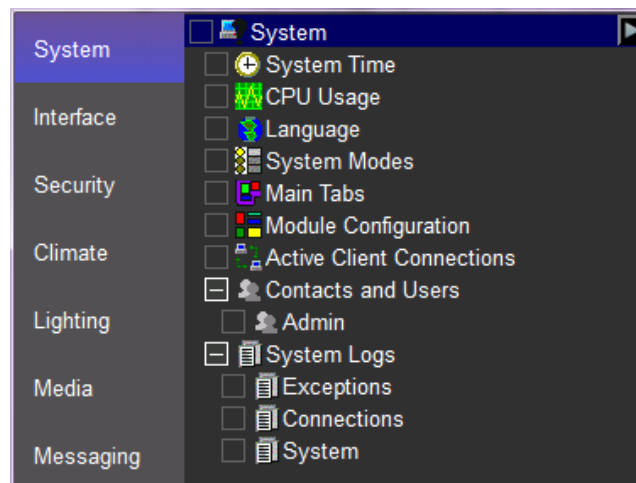 System
Interface
Security
Climate
Lighting
Media
Messaging
System
System Time
CPU Usage
Language
System Modes
Main Tabs
Module Configuration
Active Client Connections
Contacts and Users
Admin
System Logs
Exceptions
Connections
System